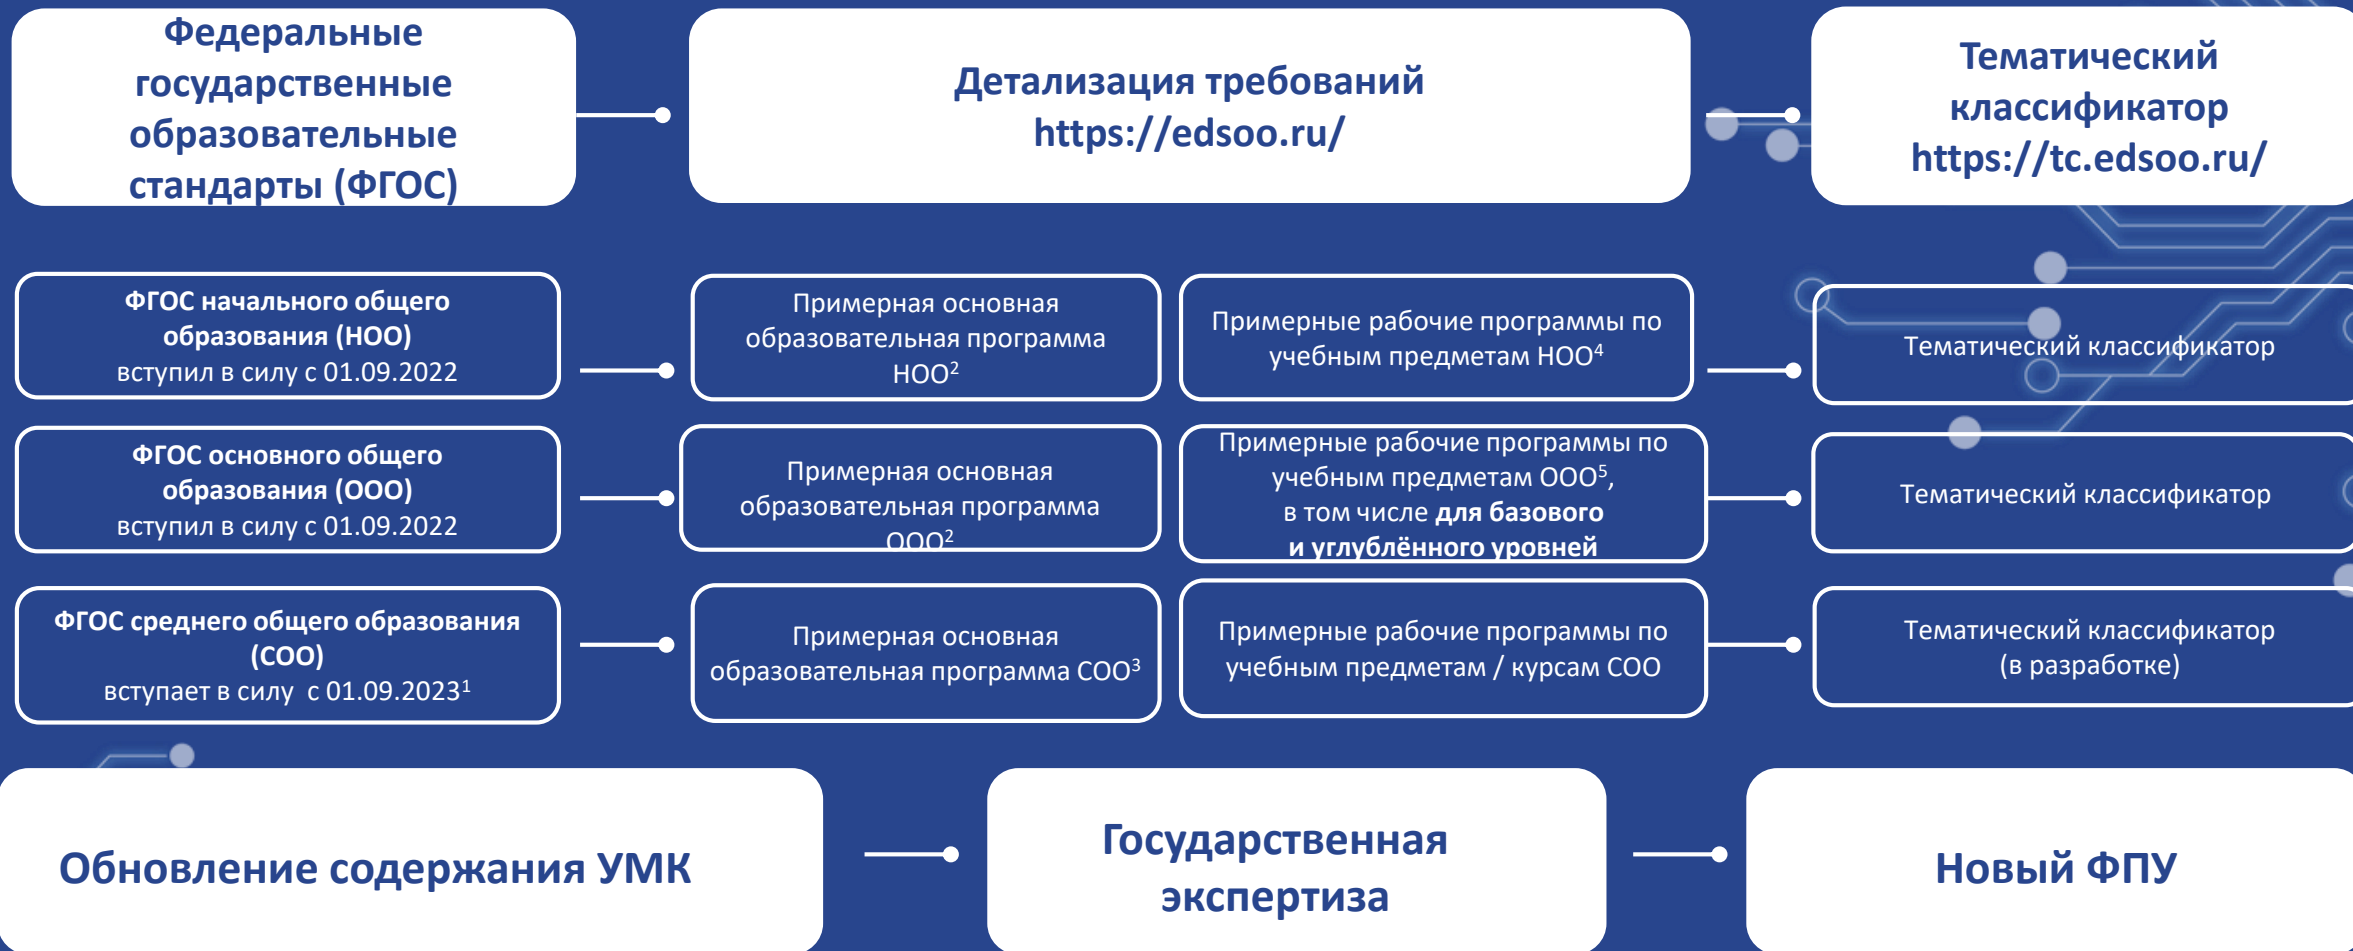 Федеральные
государственные
образовательные
стандарты (ФГОС)
Детализация требований
https://edsoo.ru/
Тематический
классификатор
https://tc.edsoo.ru/
ФГОС начального общего
образования (НОО)
вступил в силу с 01.09.2022
Примерная основная
образовательная программа
НОО²
Примерные рабочие программы по
учебным предметам НОО⁴
Тематический классификатор
ФГОС основного общего
образования (ООО)
вступил в силу с 01.09.2022
Примерная основная
образовательная программа
ООО²
Примерные рабочие программы по
учебным предметам ООО⁵,
в том числе для базового
и углублённого уровней
Тематический классификатор
ФГОС среднего общего образования
(СОО)
вступает в силу с 01.09.2023¹
Примерная основная
образовательная программа СОО³
Примерные рабочие программы по
учебным предметам / курсам СОО
Тематический классификатор
(в разработке)
Обновление содержания УМК
Государственная
экспертиза
Новый ФПУ